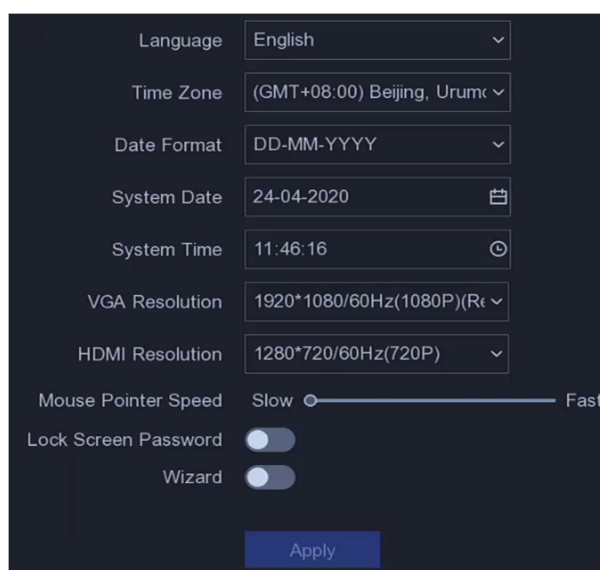 Language English
Time Zone (GMT+08:00) Beijing,
Date Format DD-MM-YYYY
System Date 24-04-2020
System Time 11:46:16
VGA Resolution 1920*1080/60Hz(1080P)
HDMI Resolution 1280*720/60Hz(720P)
Mouse Pointer Speed Slow Fast
Lock Screen Password
Wizard
Apply